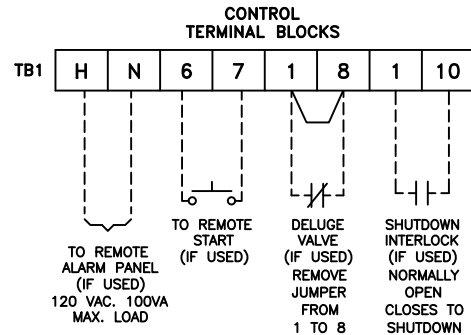 CONTROL
TERMINAL BLOCKS
TB1 H N 6 7 1 8 1 10
TO REMOTE
ALARM PANEL
(IF USED)
120 VAC. 100VA
MAX. LOAD
TO REMOTE
START
(IF USED)
DELUGE
VALVE
(IF USED)
REMOVE
JUMPER
FROM
1 TO 8
SHUTDOWN
INTERLOCK
(IF USED)
NORMALLY
OPEN
CLOSES TO
SHUTDOWN